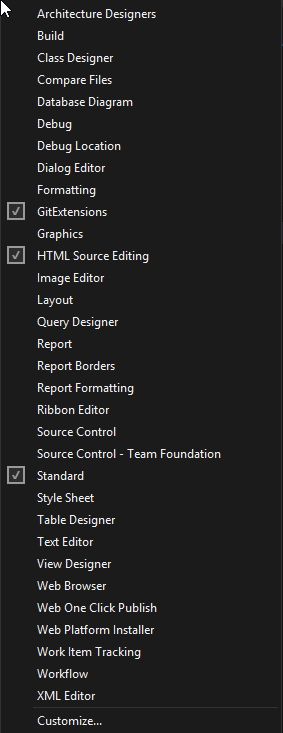 Architecture Designers
Build
Class Designer
Compare Files
Database Diagram
Debug
Debug Location
Dialog Editor
Formatting
GitExtensions
Graphics
HTML Source Editing
Image Editor
Layout
Query Designer
Report
Report Borders
Report Formatting
Ribbon Editor
Source Control
Source Control - Team Foundation
Standard
Style Sheet
Table Designer
Text Editor
View Designer
Web Browser
Web One Click Publish
Web Platform Installer
Work Item Tracking
Workflow
XML Editor
Customize...